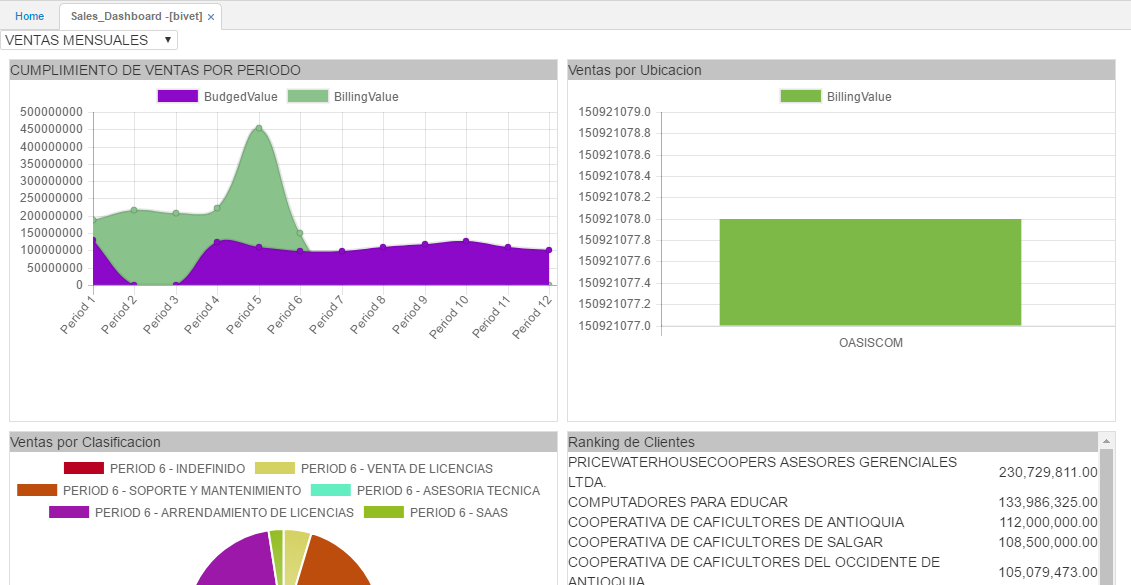 Home
Sales_Dashboard -[bivet] ×
VENTAS MENSUALES ▼
CUMPLIMIENTO DE VENTAS POR PERIODO
BudgedValue BillingValue
500000000
450000000
400000000
350000000
300000000
250000000
200000000
150000000
100000000
50000000
0
Period 1 Period 2 Period 3 Period 4 Period 5 Period 6 Period 7 Period 8 Period 9 Period 10 Period 11 Period 12
Ventas por Ubicacion
BillingValue
150921079.0
150921078.8
150921078.6
150921078.4
150921078.2
150921078.0
150921077.8
150921077.6
150921077.4
150921077.2
150921077.0
OASISCOM
Ventas por Clasificacion
PERIOD 6 - INDEFINIDO PERIOD 6 - VENTA DE LICENCIAS
PERIOD 6 - SOPORTE Y MANTENIMIENTO PERIOD 6 - ASESORIA TECNICA
PERIOD 6 - ARRENDAMIENTO DE LICENCIAS PERIOD 6 - SAAS
Ranking de Clientes
PRICEWATERHOUSECOOPERS ASESORES GERENCIALES
LTDA. 230,729,811.00
COMPUTADORES PARA EDUCAR 133,986,325.00
COOPERATIVA DE CAFICULTORES DE ANTIOQUIA 112,000,000.00
COOPERATIVA DE CAFICULTORES DE SALGAR 108,500,000.00
COOPERATIVA DE CAFICULTORES DEL OCCIDENTE DE
ANTIOQUIA 105,079,473.00